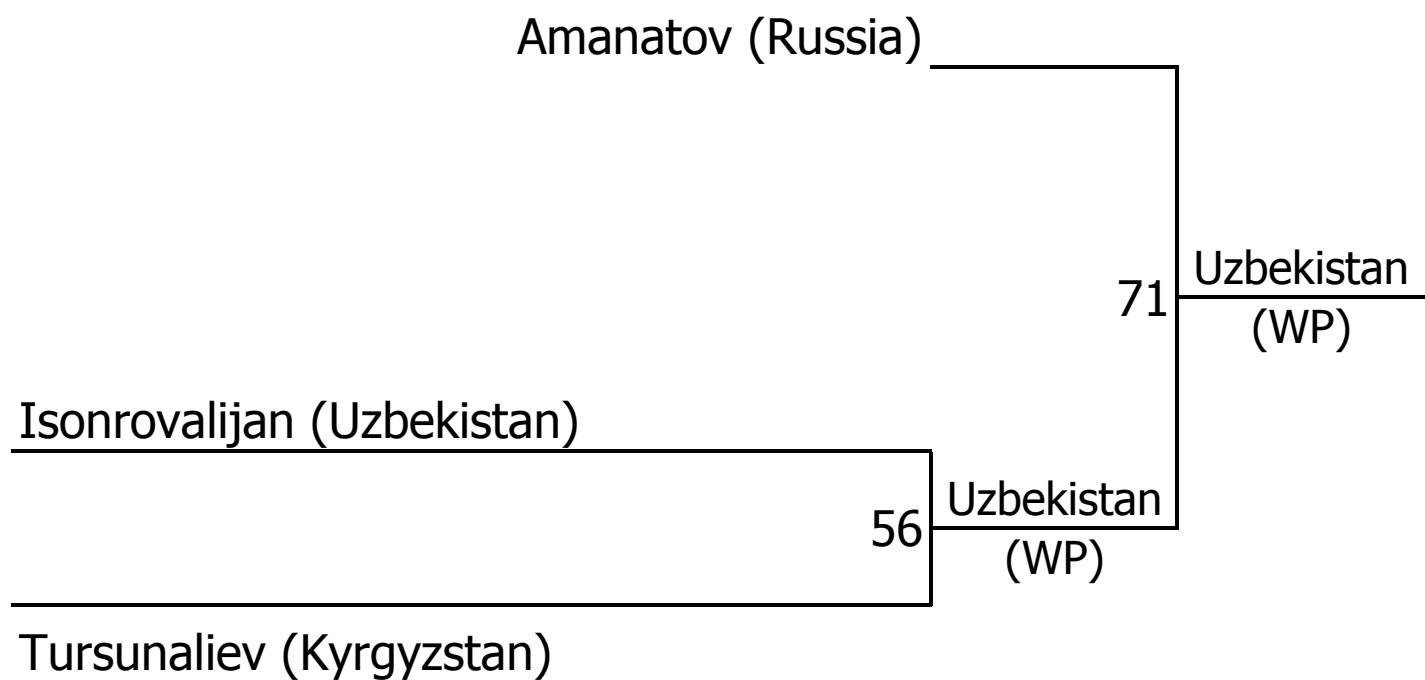 Amanatov (Russia)
71
Uzbekistan
(WP)
Isonrovalijan (Uzbekistan)
56
Uzbekistan
(WP)
Tursunaliev (Kyrgyzstan)